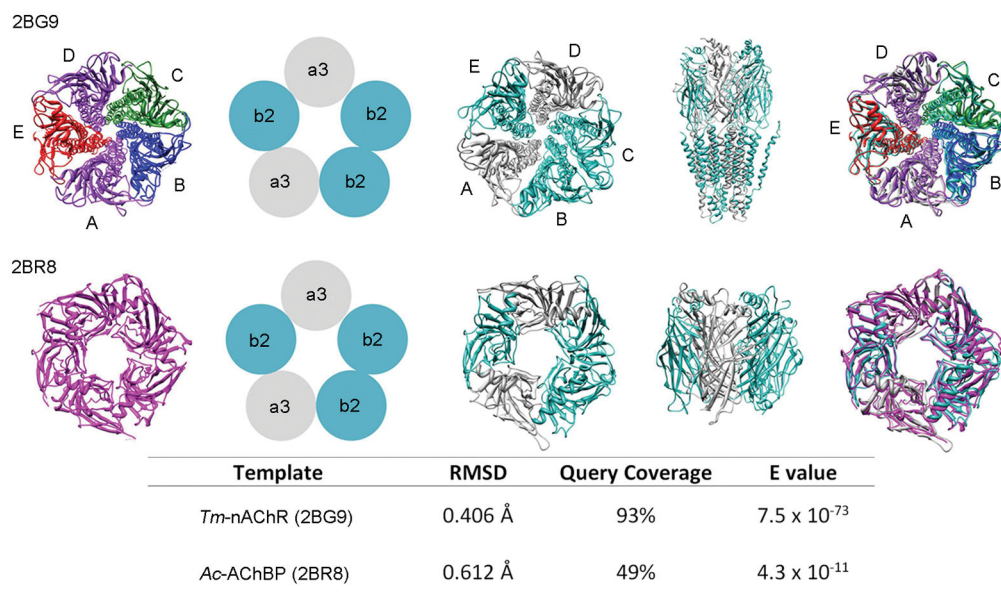 2BG9
D
C
E
B
A
a3
b2
b2
a3
b2
D
E
C
A
B
D
C
E
B
A
2BR8
a3
b2
b2
a3
b2
Template RMSD Query Coverage E value
Tm-nAChR (2BG9) 0.406 Å 93% 7.5 x 10⁻⁷³
Ac-AChBP (2BR8) 0.612 Å 49% 4.3 x 10⁻¹¹